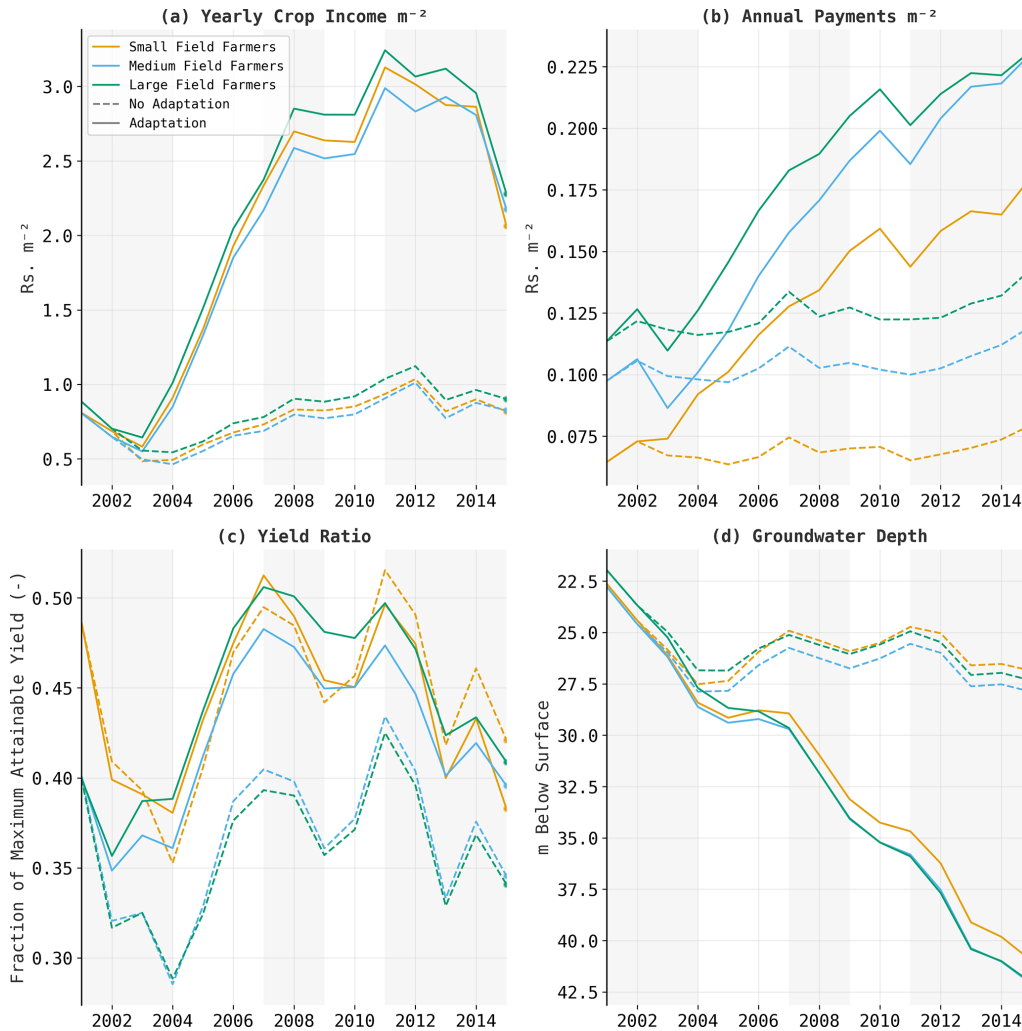 (a) Yearly Crop Income m⁻²
Rs. m⁻²
3.0
2.5
2.0
1.5
1.0
0.5
Small Field Farmers
Medium Field Farmers
Large Field Farmers
No Adaptation
Adaptation
2002 2004 2006 2008 2010 2012 2014
(b) Annual Payments m⁻²
Rs. m⁻²
0.225
0.200
0.175
0.150
0.125
0.100
0.075
2002 2004 2006 2008 2010 2012 2014
(c) Yield Ratio
Fraction of Maximum Attainable Yield (-)
0.50
0.45
0.40
0.35
0.30
2002 2004 2006 2008 2010 2012 2014
(d) Groundwater Depth
m Below Surface
22.5
25.0
27.5
30.0
32.5
35.0
37.5
40.0
42.5
2002 2004 2006 2008 2010 2012 2014